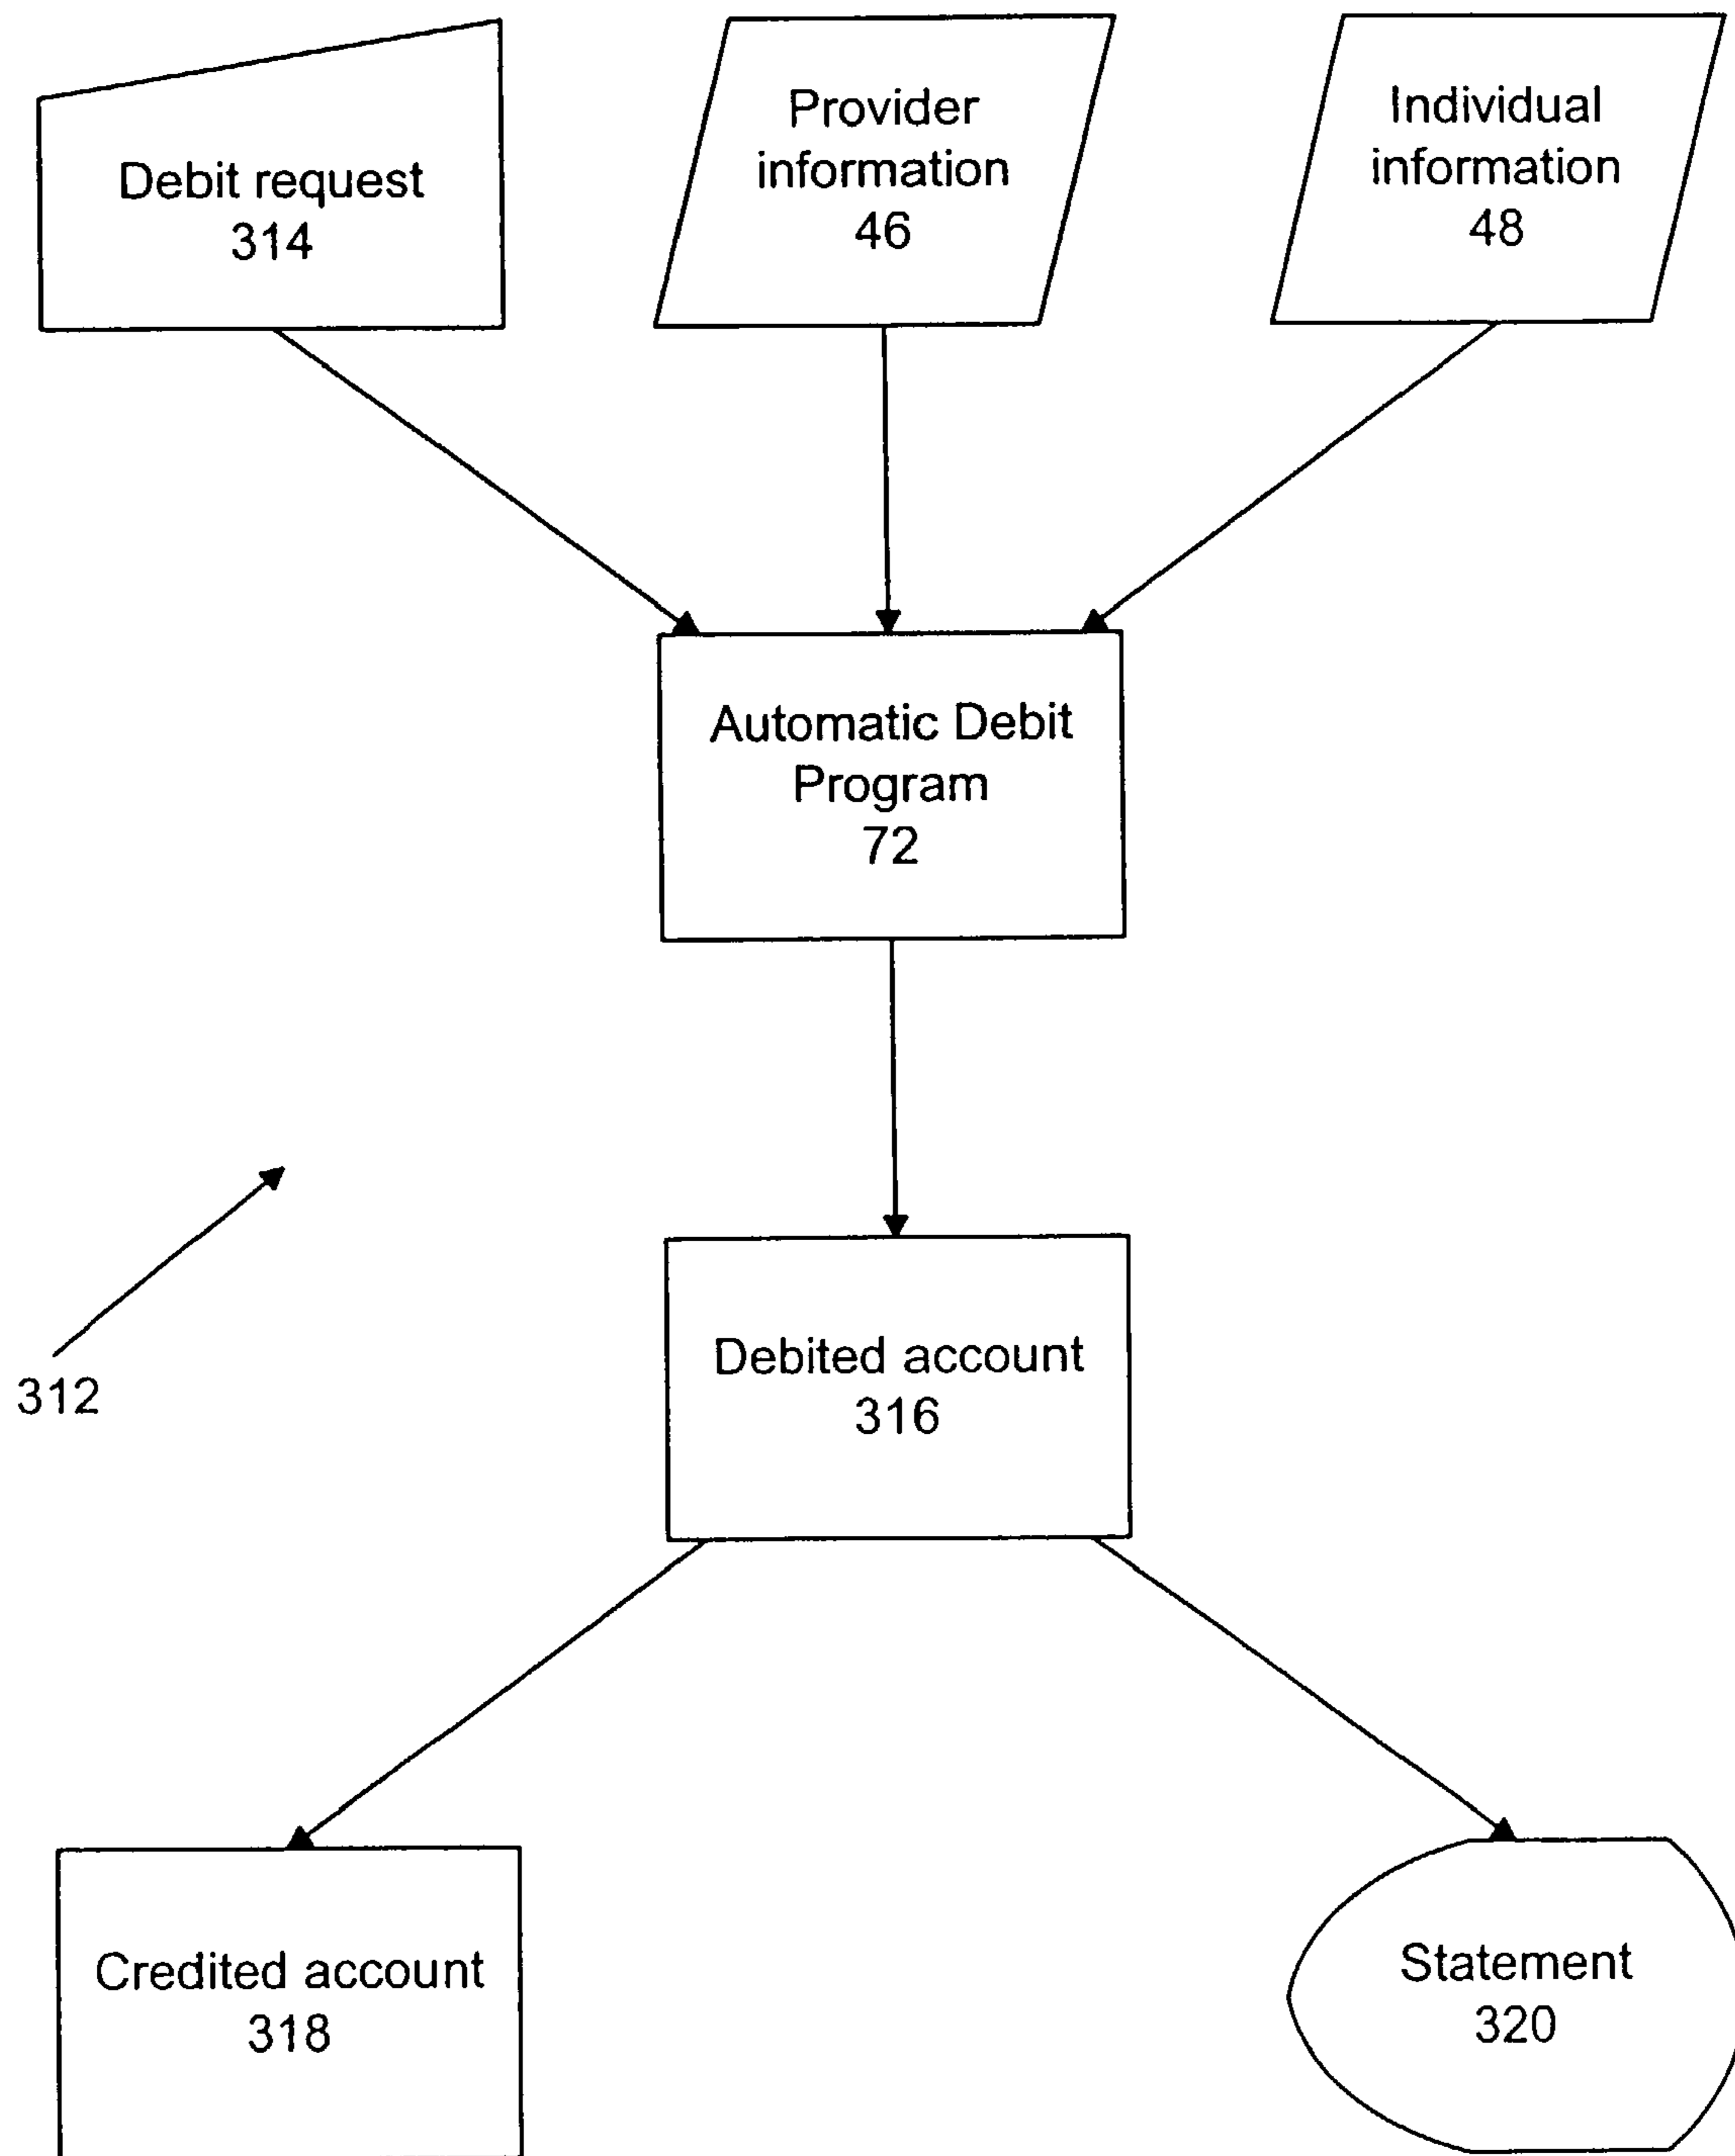 Debit request
314
Provider
information
46
Individual
information
48
Automatic Debit
Program
72
312
Debited account
316
Credited account
318
Statement
320